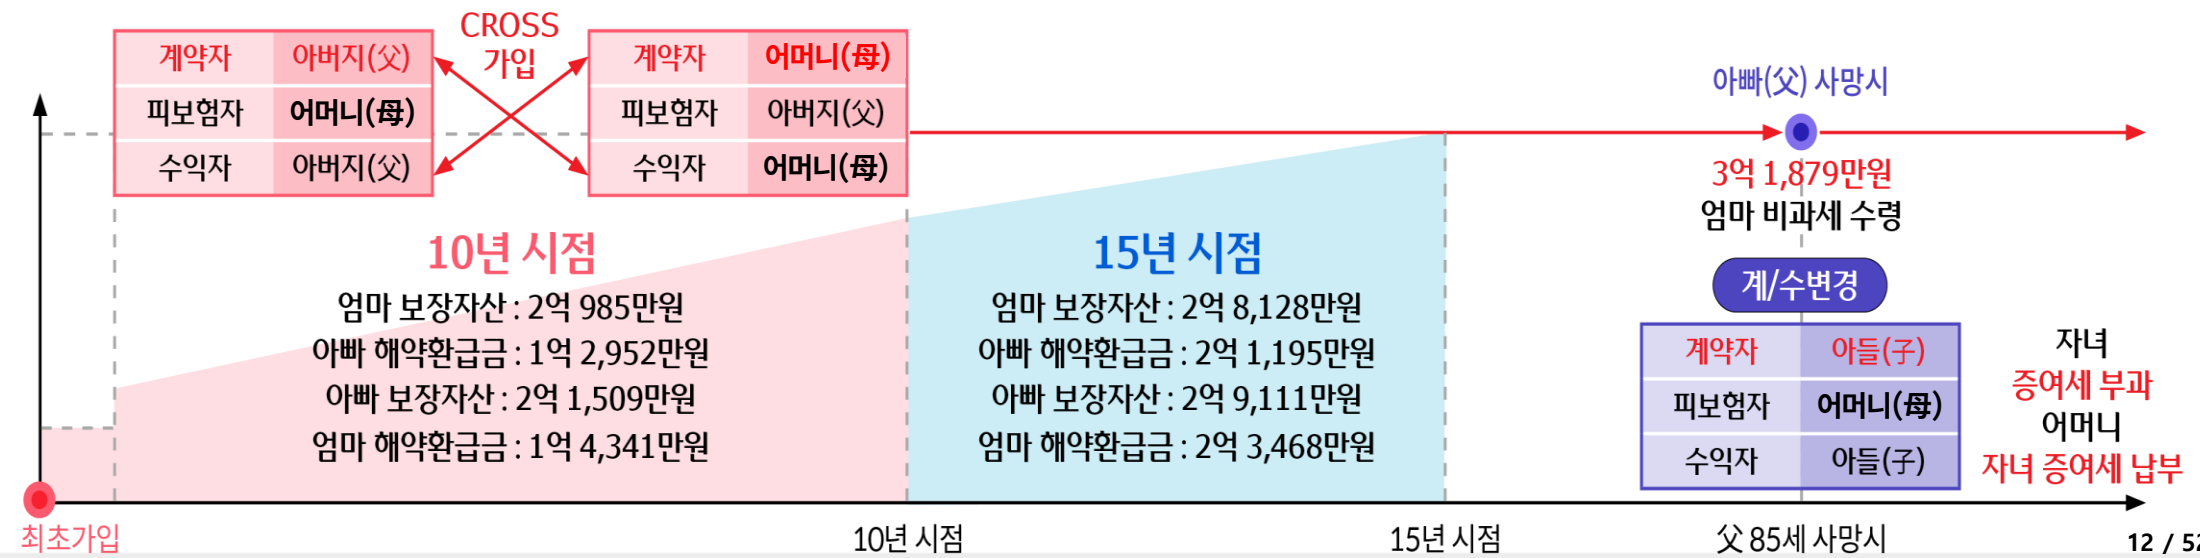 CROSS
가입
계약자 아버지(父)
피보험자 어머니(母)
수익자 아버지(父)
계약자 어머니(母)
피보험자 아버지(父)
수익자 어머니(母)
10년 시점
엄마 보장자산 : 2억 985만원
아빠 해약환급금 : 1억 2,952만원
아빠 보장자산 : 2억 1,509만원
엄마 해약환급금 : 1억 4,341만원
15년 시점
엄마 보장자산 : 2억 8,128만원
아빠 해약환급금 : 2억 1,195만원
아빠 보장자산 : 2억 9,111만원
엄마 해약환급금 : 2억 3,468만원
아빠(父) 사망시
3억 1,879만원
엄마 비과세 수령
계/수변경
계약자 아들(子)
피보험자 어머니(母)
수익자 아들(子)
자녀
증여세 부과
어머니
자녀 증여세 납부
최초가입
10년 시점
15년 시점
父 85세 사망시
12 / 52